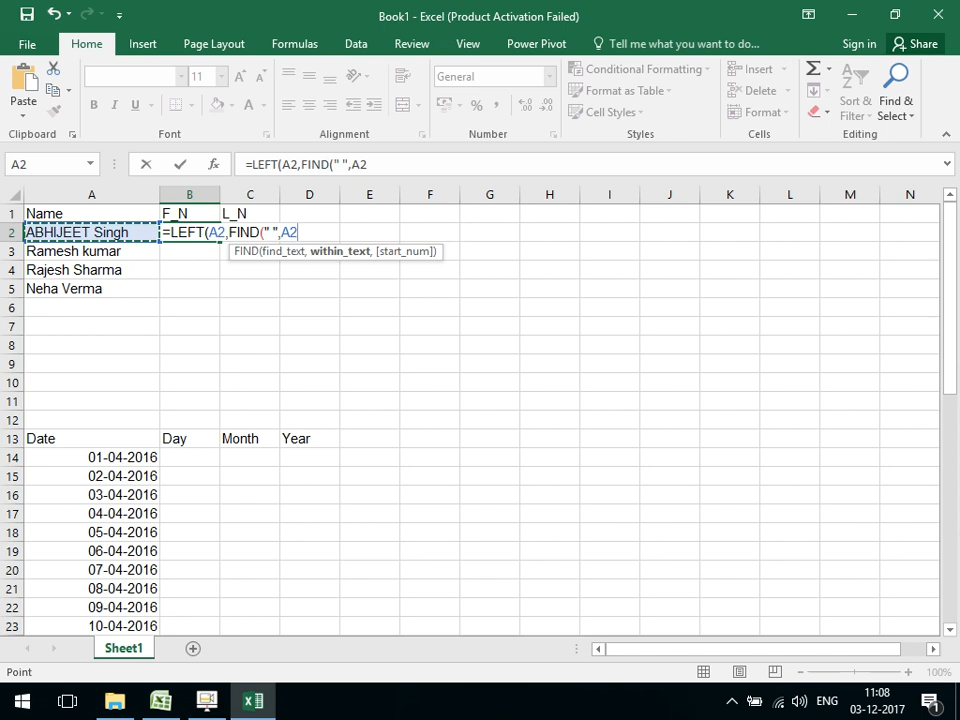 Book1 - Excel (Product Activation Failed)
File Home Insert Page Layout Formulas Data Review View Power Pivot Tell me what you want to do... Sign in Share
Paste
11
General
Conditional Formatting
Format as Table
Cell Styles
Insert
Delete
Format
Sort & Filter
Find & Select
Clipboard Font Alignment Number Styles Cells Editing
A2 fx =LEFT(A2,FIND(" ",A2
A B C D E F G H I J K L M N
1 Name F_N L_N
2 ABHIJEET Singh =LEFT(A2,FIND(" ",A2
FIND(find_text, within_text, [start_num])
3 Ramesh kumar
4 Rajesh Sharma
5 Neha Verma
6
7
8
9
10
11
12
13 Date Day Month Year
14 01-04-2016
15 02-04-2016
16 03-04-2016
17 04-04-2016
18 05-04-2016
19 06-04-2016
20 07-04-2016
21 08-04-2016
22 09-04-2016
23 10-04-2016
Sheet1
Point 100%
ENG 11:08
03-12-2017
1